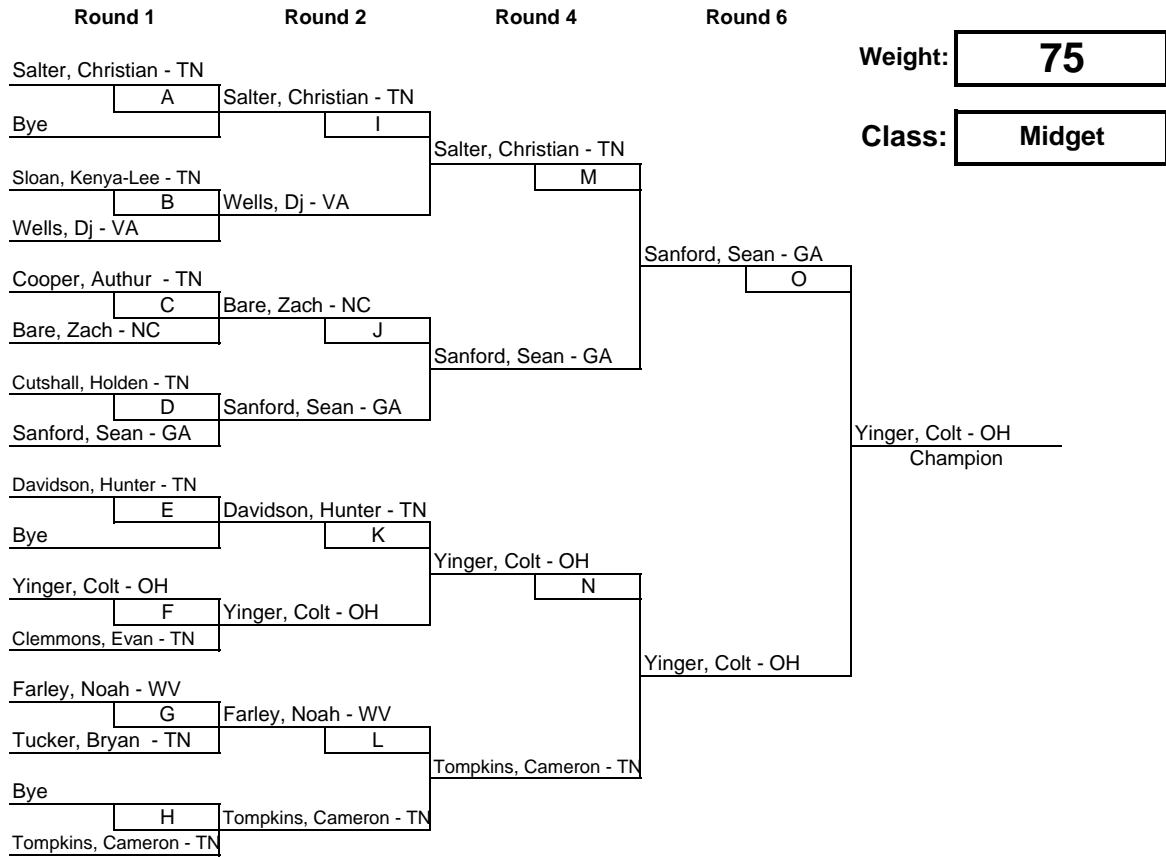 Round 1 Round 2 Round 4 Round 6
Weight: 75
Class: Midget
Salter, Christian - TN
A
Bye
Sloan, Kenya-Lee - TN
B
Wells, Dj - VA
Cooper, Authur - TN
C
Bare, Zach - NC
Cutshall, Holden - TN
D
Sanford, Sean - GA
Davidson, Hunter - TN
E
Bye
Yinger, Colt - OH
F
Clemmons, Evan - TN
Farley, Noah - WV
G
Tucker, Bryan - TN
Bye
H
Tompkins, Cameron - TN
Salter, Christian - TN
I
Wells, Dj - VA
Bare, Zach - NC
J
Sanford, Sean - GA
Davidson, Hunter - TN
K
Yinger, Colt - OH
Farley, Noah - WV
L
Tompkins, Cameron - TN
Salter, Christian - TN
M
Sanford, Sean - GA
Yinger, Colt - OH
N
Tompkins, Cameron - TN
Sanford, Sean - GA
O
Yinger, Colt - OH
Yinger, Colt - OH
Champion